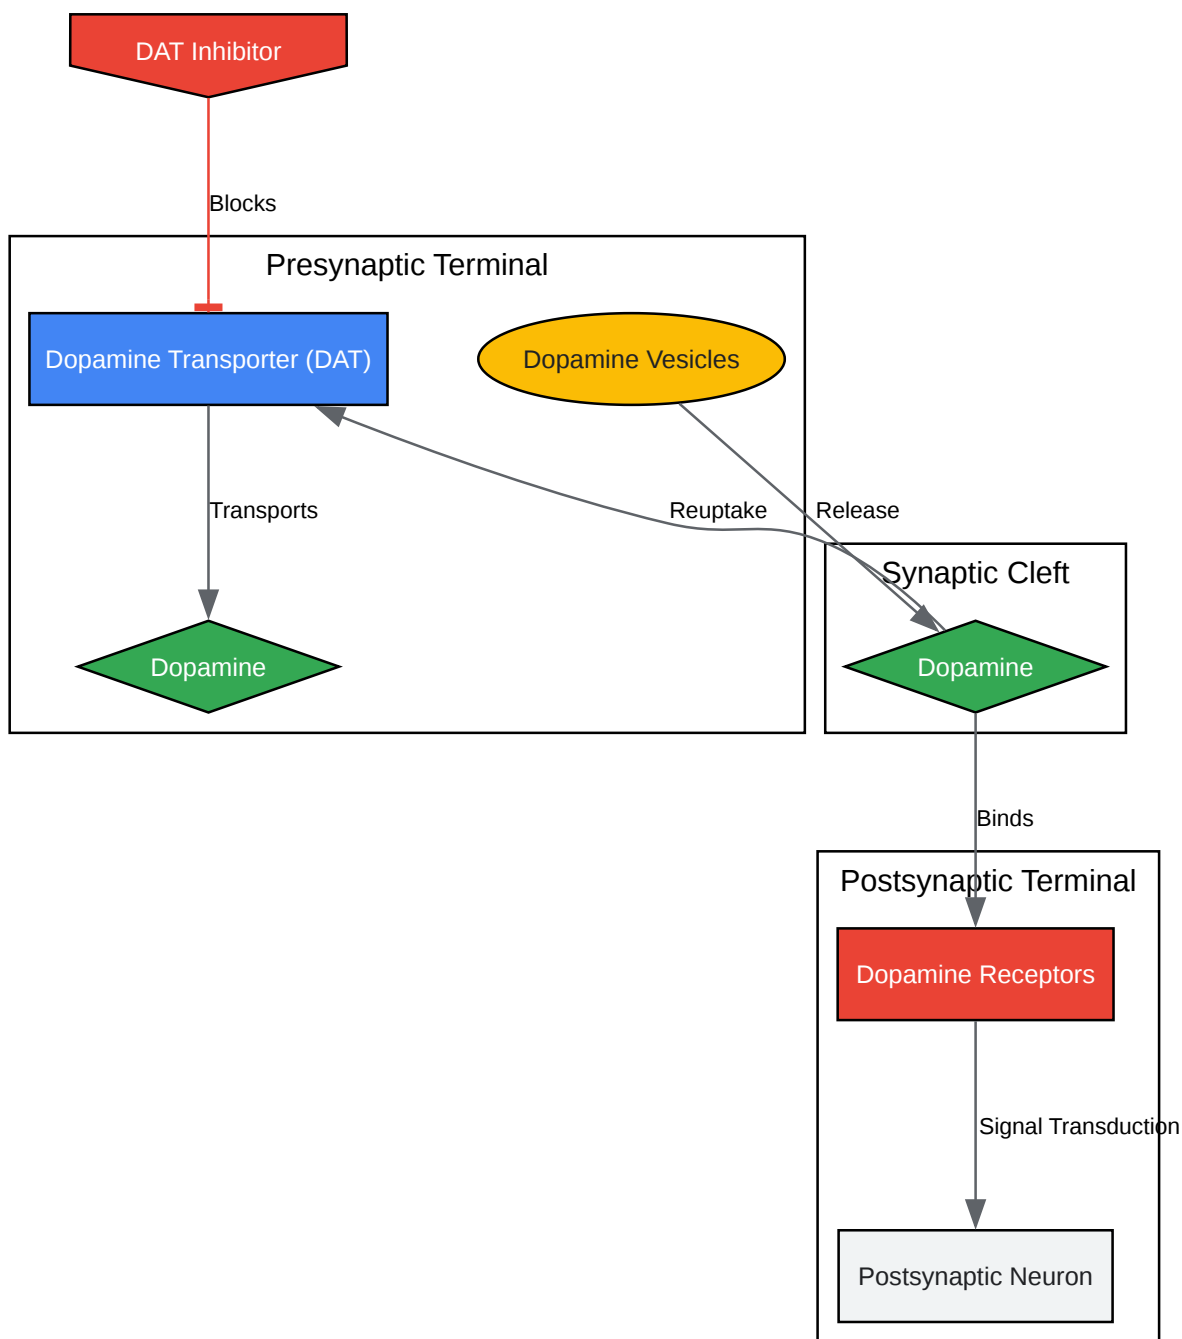 DAT Inhibitor
Blocks
Presynaptic Terminal
Dopamine Transporter (DAT)
Dopamine Vesicles
Transports
Reuptake
Release
Synaptic Cleft
Dopamine
Dopamine
Binds
Postsynaptic Terminal
Dopamine Receptors
Signal Transduction
Postsynaptic Neuron